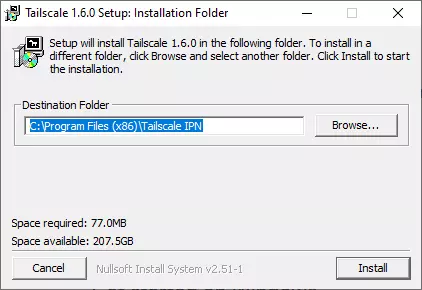 Tailscale 1.6.0 Setup: Installation Folder
Setup will install Tailscale 1.6.0 in the following folder. To install in a
different folder, click Browse and select another folder. Click Install to start
the installation.
Destination Folder
C:\Program Files (x86)\Tailscale IPN
Browse...
Space required: 77.0MB
Space available: 207.5GB
Cancel
Nullsoft Install System v2.51-1
Install